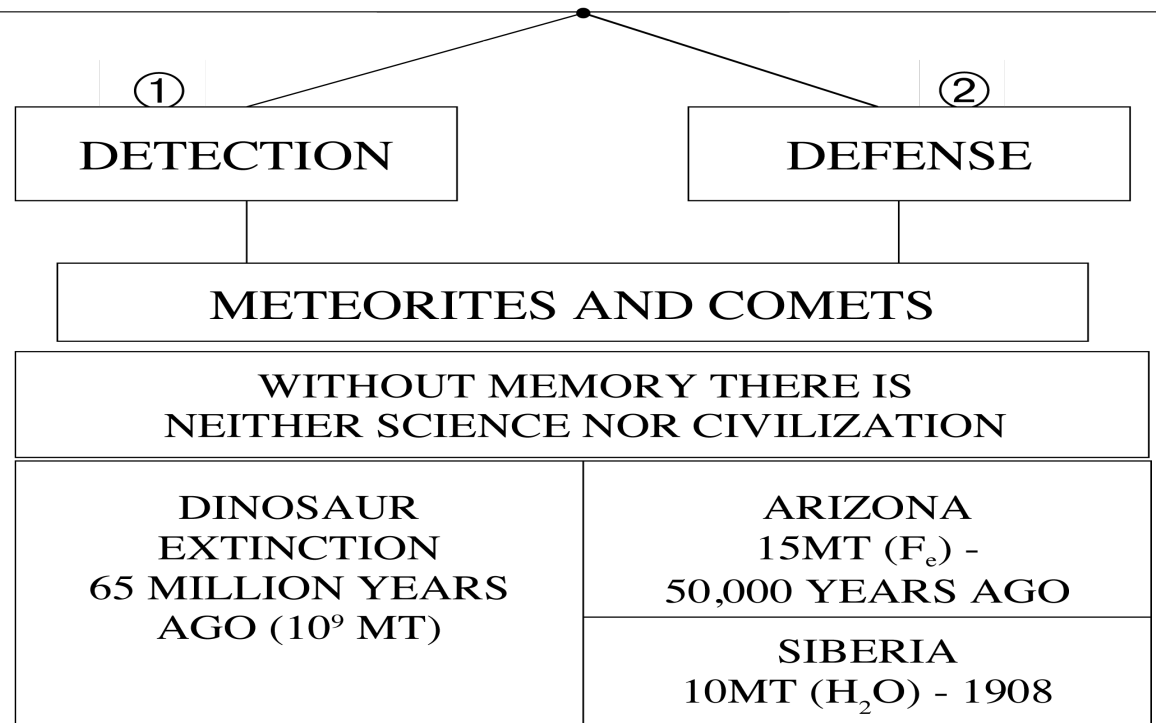 ①
DETECTION
②
DEFENSE
METEORITES AND COMETS
WITHOUT MEMORY THERE IS
NEITHER SCIENCE NOR CIVILIZATION
DINOSAUR
EXTINCTION
65 MILLION YEARS
AGO (10⁹ MT)
ARIZONA
15MT (Fₑ) -
50,000 YEARS AGO
SIBERIA
10MT (H₂O) - 1908